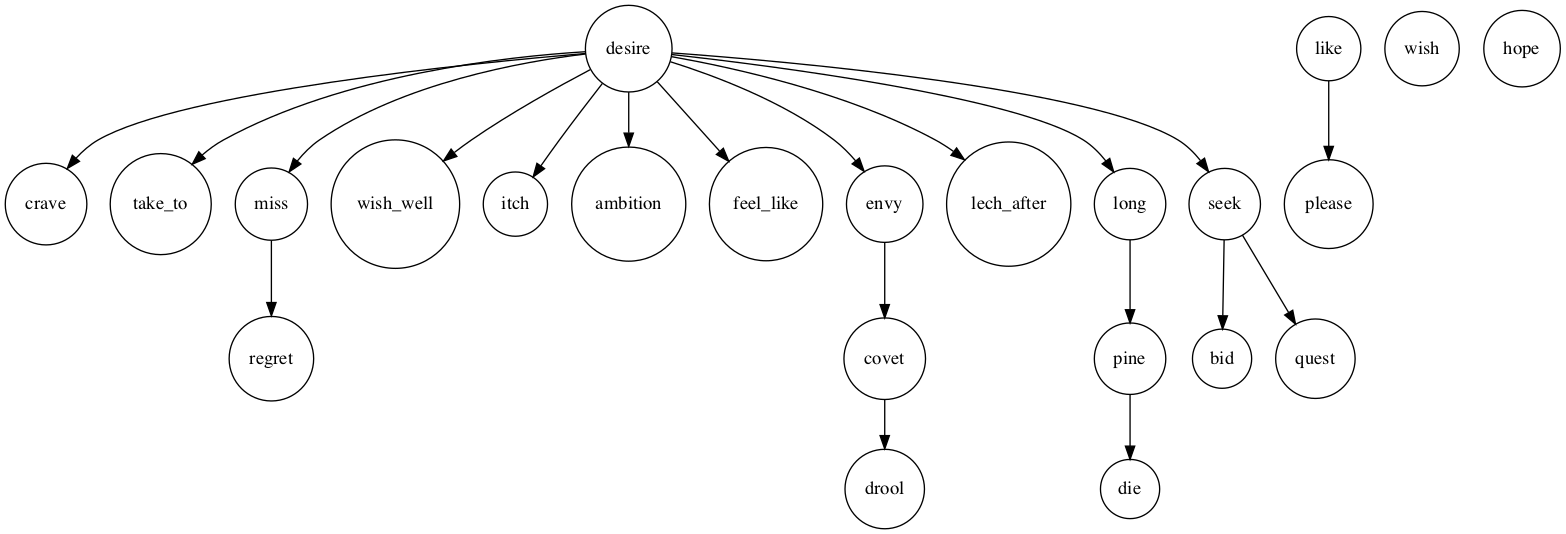 desire
like
wish
hope
crave
take_to
miss
wish_well
itch
ambition
feel_like
envy
lech_after
long
seek
please
regret
covet
pine
bid
quest
drool
die